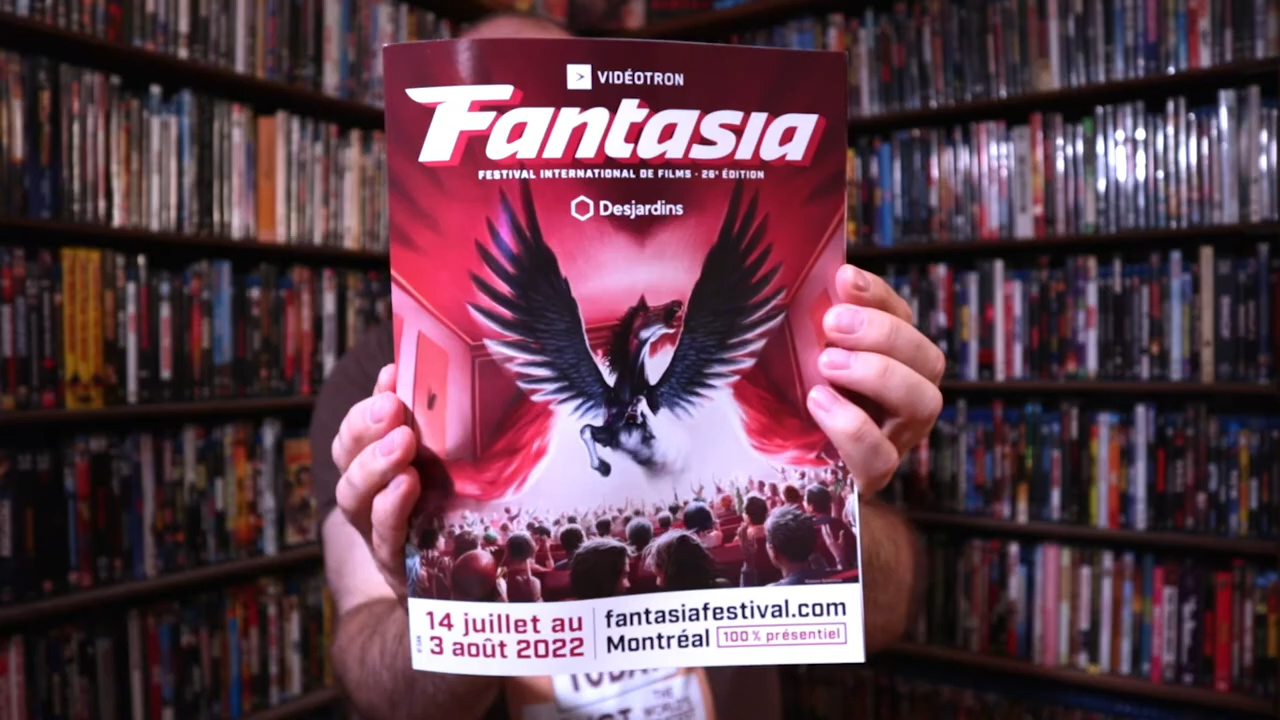 VIDÉOTRON
Fantasia
FESTIVAL INTERNATIONAL DE FILMS · 26e ÉDITION
Desjardins
14 juillet au
3 août 2022
fantasiafestival.com
Montréal 100 % présentiel
THE